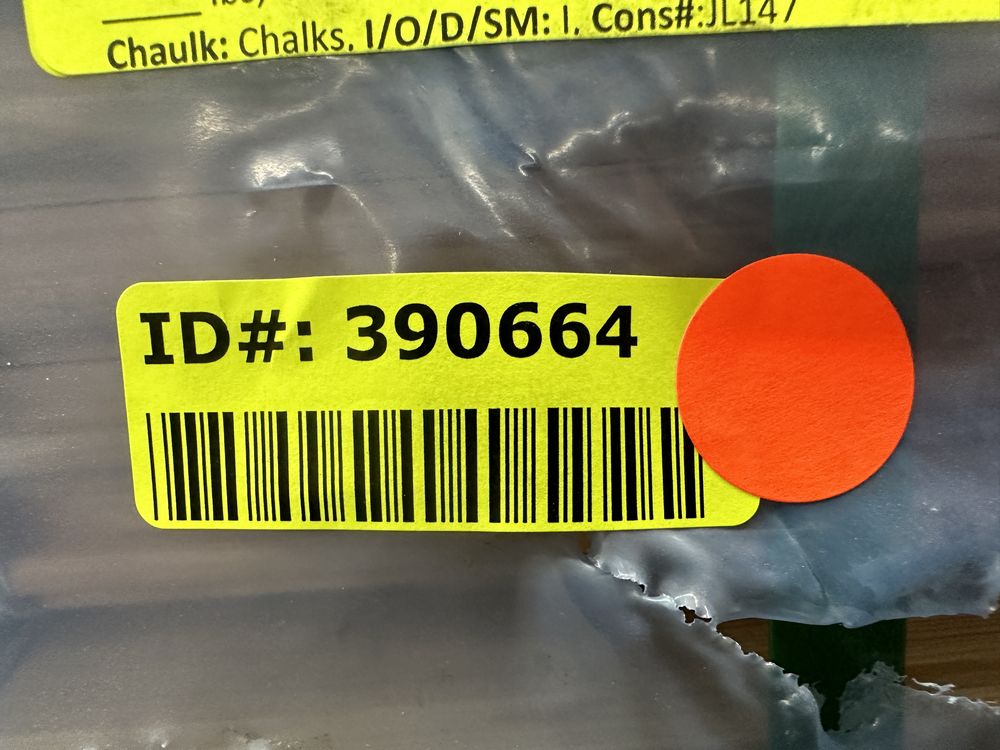 Chaulk: Chalks, I/O/D/SM: I, Cons#:JL147
ID#: 390664